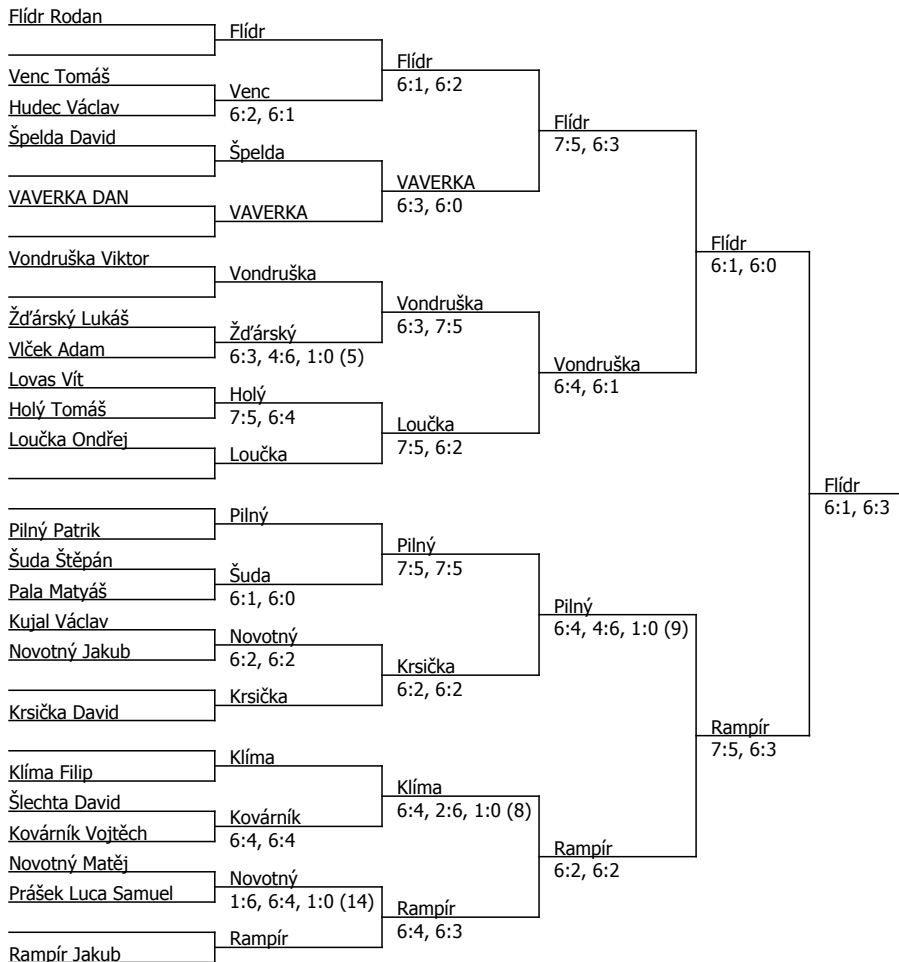 Flídr Rodan
Venc Tomáš
Hudec Václav
Špelda David
VAVERKA DAN
Vondruška Viktor
Žďárský Lukáš
Vlček Adam
Lovas Vít
Holý Tomáš
Loučka Ondřej
Pilný Patrik
Šuda Štěpán
Pala Matyáš
Kujal Václav
Novotný Jakub
Krsička David
Klíma Filip
Šlechta David
Kovárník Vojtěch
Novotný Matěj
Prášek Luca Samuel
Rampír Jakub
Flídr
Venc
6:2, 6:1
Špelda
VAVERKA
Vondruška
Žďárský
6:3, 4:6, 1:0 (5)
Holý
7:5, 6:4
Loučka
Pilný
Šuda
6:1, 6:0
Novotný
6:2, 6:2
Krsička
Klíma
Kovárník
6:4, 6:4
Novotný
1:6, 6:4, 1:0 (14)
Rampír
Flídr
6:1, 6:2
VAVERKA
6:3, 6:0
Vondruška
6:3, 7:5
Loučka
7:5, 6:2
Pilný
7:5, 7:5
Krsička
6:2, 6:2
Klíma
6:4, 2:6, 1:0 (8)
Rampír
6:4, 6:3
Flídr
7:5, 6:3
Vondruška
6:4, 6:1
Pilný
6:4, 4:6, 1:0 (9)
Rampír
6:2, 6:2
Flídr
6:1, 6:0
Rampír
7:5, 6:3
Flídr
6:1, 6:3